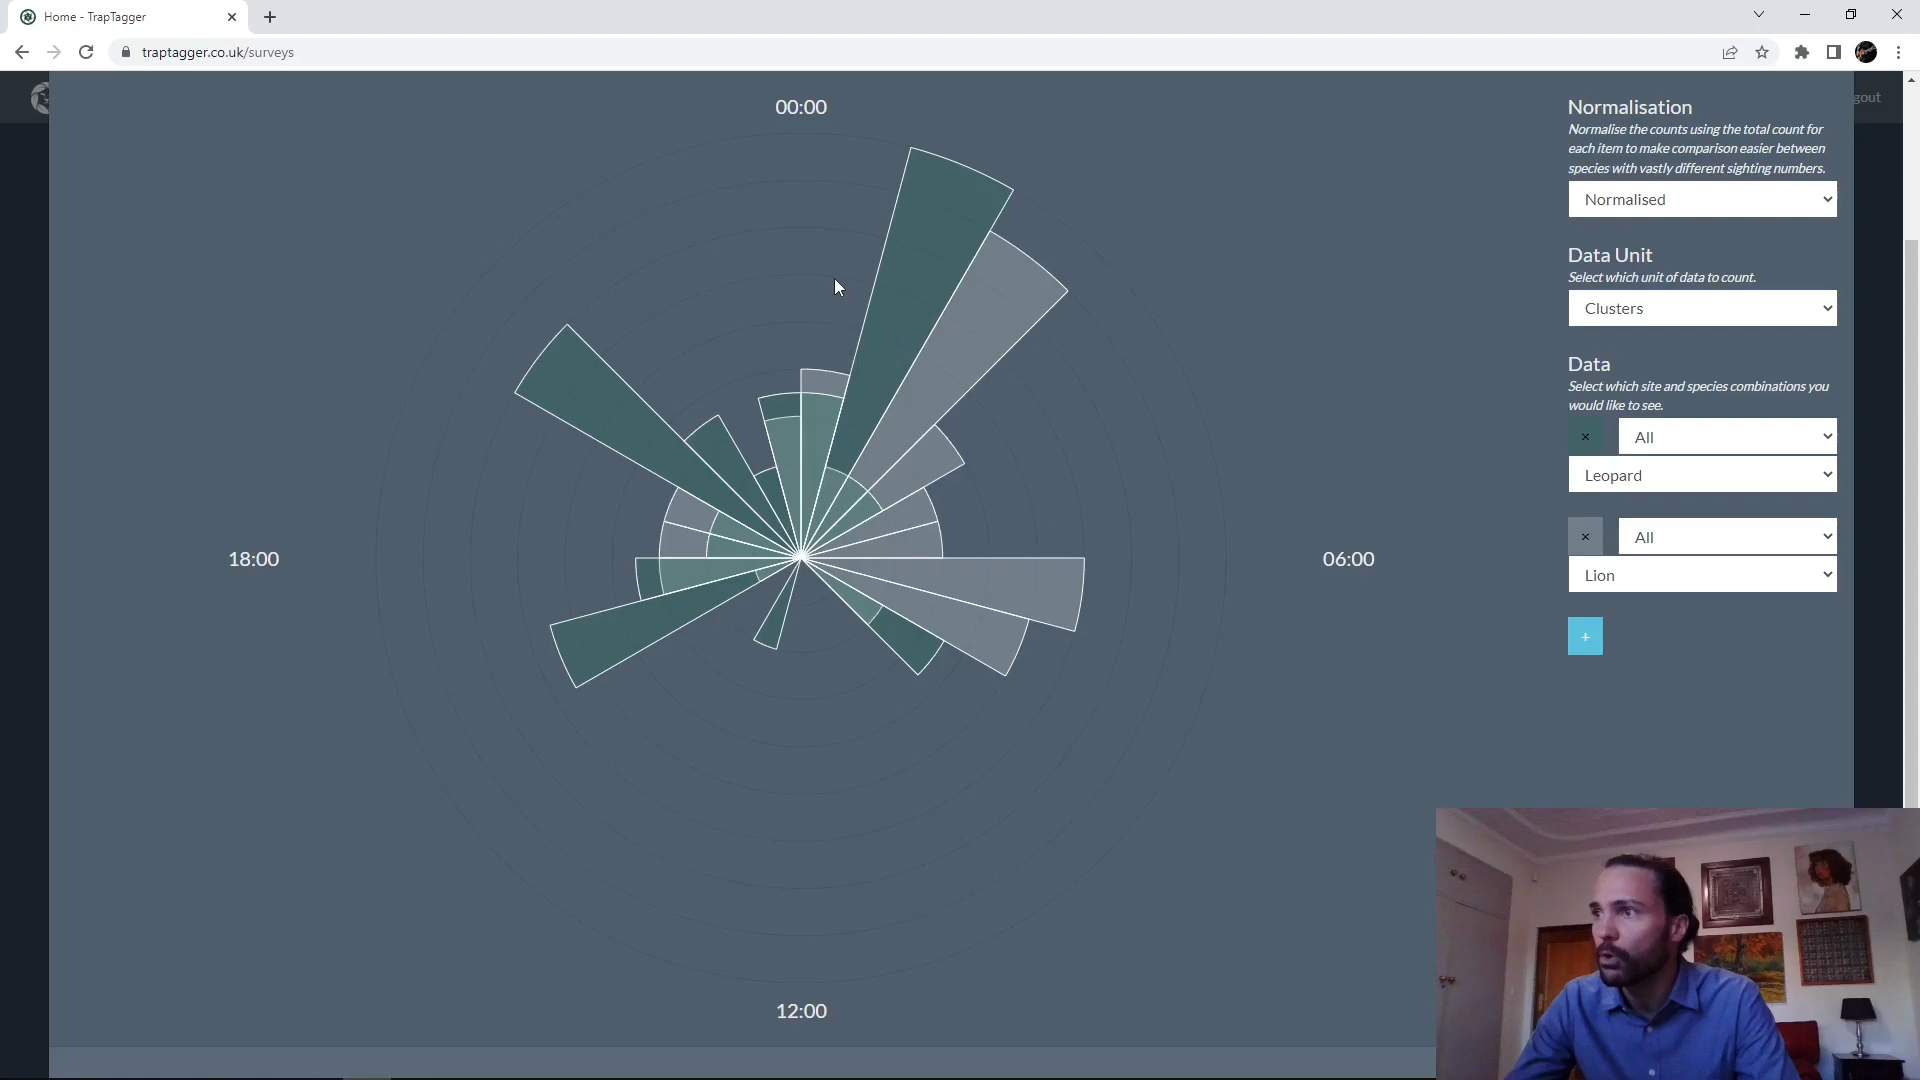 Home - TrapTagger
traptagger.co.uk/surveys
gout
00:00
06:00
12:00
18:00
Normalisation
Normalise the counts using the total count for
each item to make comparison easier between
species with vastly different sighting numbers.
Normalised
Data Unit
Select which unit of data to count.
Clusters
Data
Select which site and species combinations you
would like to see.
× All
Leopard
× All
Lion
+